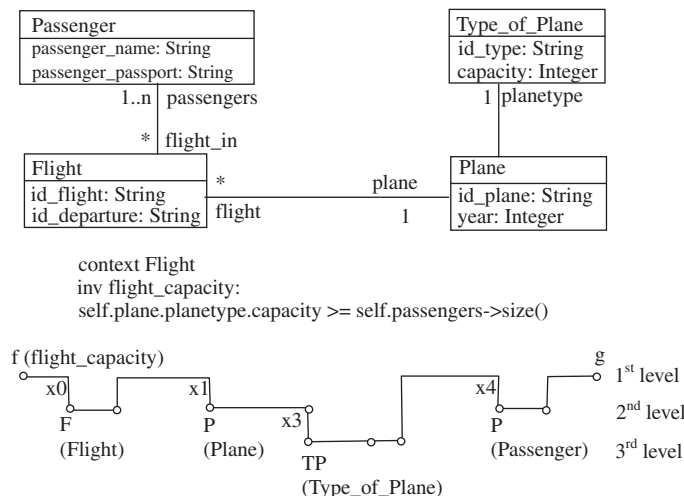 Passenger
passenger_name: String
passenger_passport: String
1..n passengers
* flight_in
Type_of_Plane
id_type: String
capacity: Integer
1 planetype
Flight
id_flight: String
id_departure: String
*
flight
plane
1
Plane
id_plane: String
year: Integer
context Flight
inv flight_capacity:
self.plane.planetype.capacity >= self.passengers->size()
f (flight_capacity)
g
1st level
x0
x1
x4
F
P
x3
P
2nd level
(Flight)
(Plane)
TP
(Passenger)
3rd level
(Type_of_Plane)